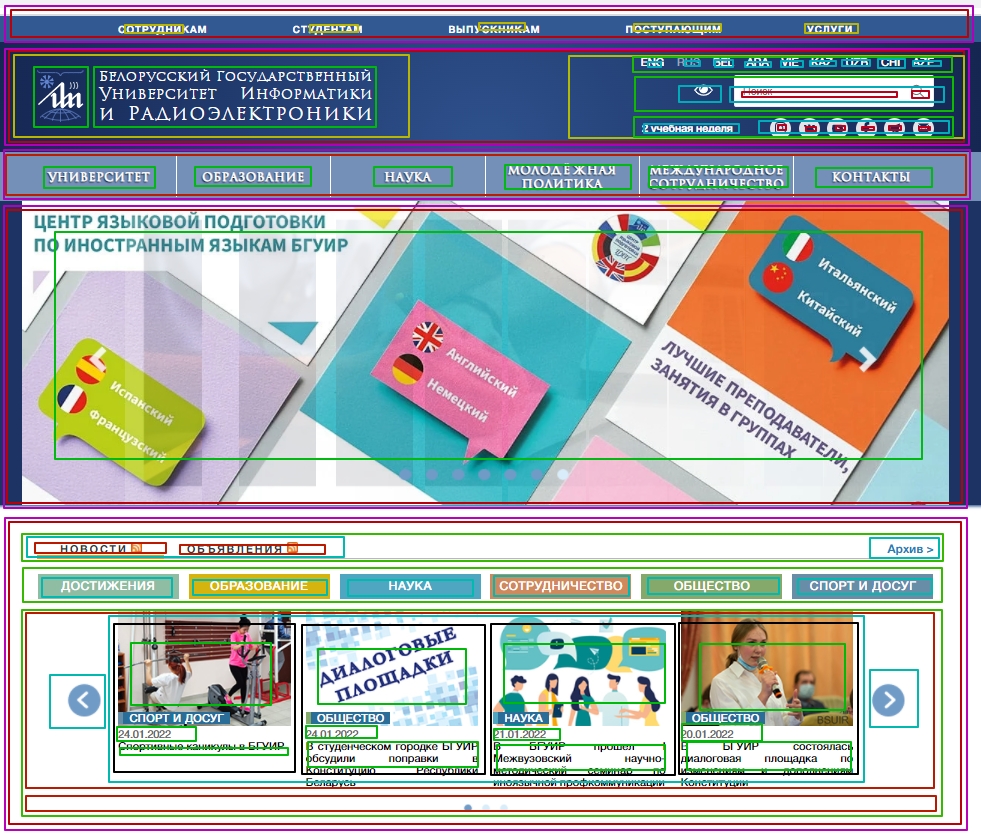 СОТРУДНИКАМ СТУДЕНТАМ ВЫПУСКНИКАМ ПОСТУПАЮЩИМ УСЛУГИ
ENG RUS БЕЛ ARA VIE KAZ UZB CHI AZE
БЕЛОРУССКИЙ ГОСУДАРСТВЕННЫЙ
УНИВЕРСИТЕТ ИНФОРМАТИКИ
И РАДИОЭЛЕКТРОНИКИ
Поиск
2 учебная неделя
УНИВЕРСИТЕТ ОБРАЗОВАНИЕ НАУКА МОЛОДЁЖНАЯ ПОЛИТИКА МЕЖДУНАРОДНОЕ СОТРУДНИЧЕСТВО КОНТАКТЫ
ЦЕНТР ЯЗЫКОВОЙ ПОДГОТОВКИ
ПО ИНОСТРАННЫМ ЯЗЫКАМ БГУИР
Итальянский
Китайский
Английский
Немецкий
Испанский
Французский
ЛУЧШИЕ ПРЕПОДАВАТЕЛИ,
ЗАНЯТИЯ В ГРУППАХ
НОВОСТИ ОБЪЯВЛЕНИЯ Архив >
ДОСТИЖЕНИЯ ОБРАЗОВАНИЕ НАУКА СОТРУДНИЧЕСТВО ОБЩЕСТВО СПОРТ И ДОСУГ
СПОРТ И ДОСУГ
24.01.2022
Спортивные каникулы в БГУИР
ДИАЛОГОВЫЕ
ПЛОЩАДКИ
ОБЩЕСТВО
24.01.2022
В студенческом городке БГУИР
обсудили поправки в
Конституцию Республики
Беларусь
НАУКА
21.01.2022
В БГУИР прошел I
Межвузовский научно-
методический семинар по
иноязычной профкоммуникации
BSUIR
ОБЩЕСТВО
20.01.2022
В БГУИР состоялась
диалоговая площадка по
изменениям и дополнениям
Конституции